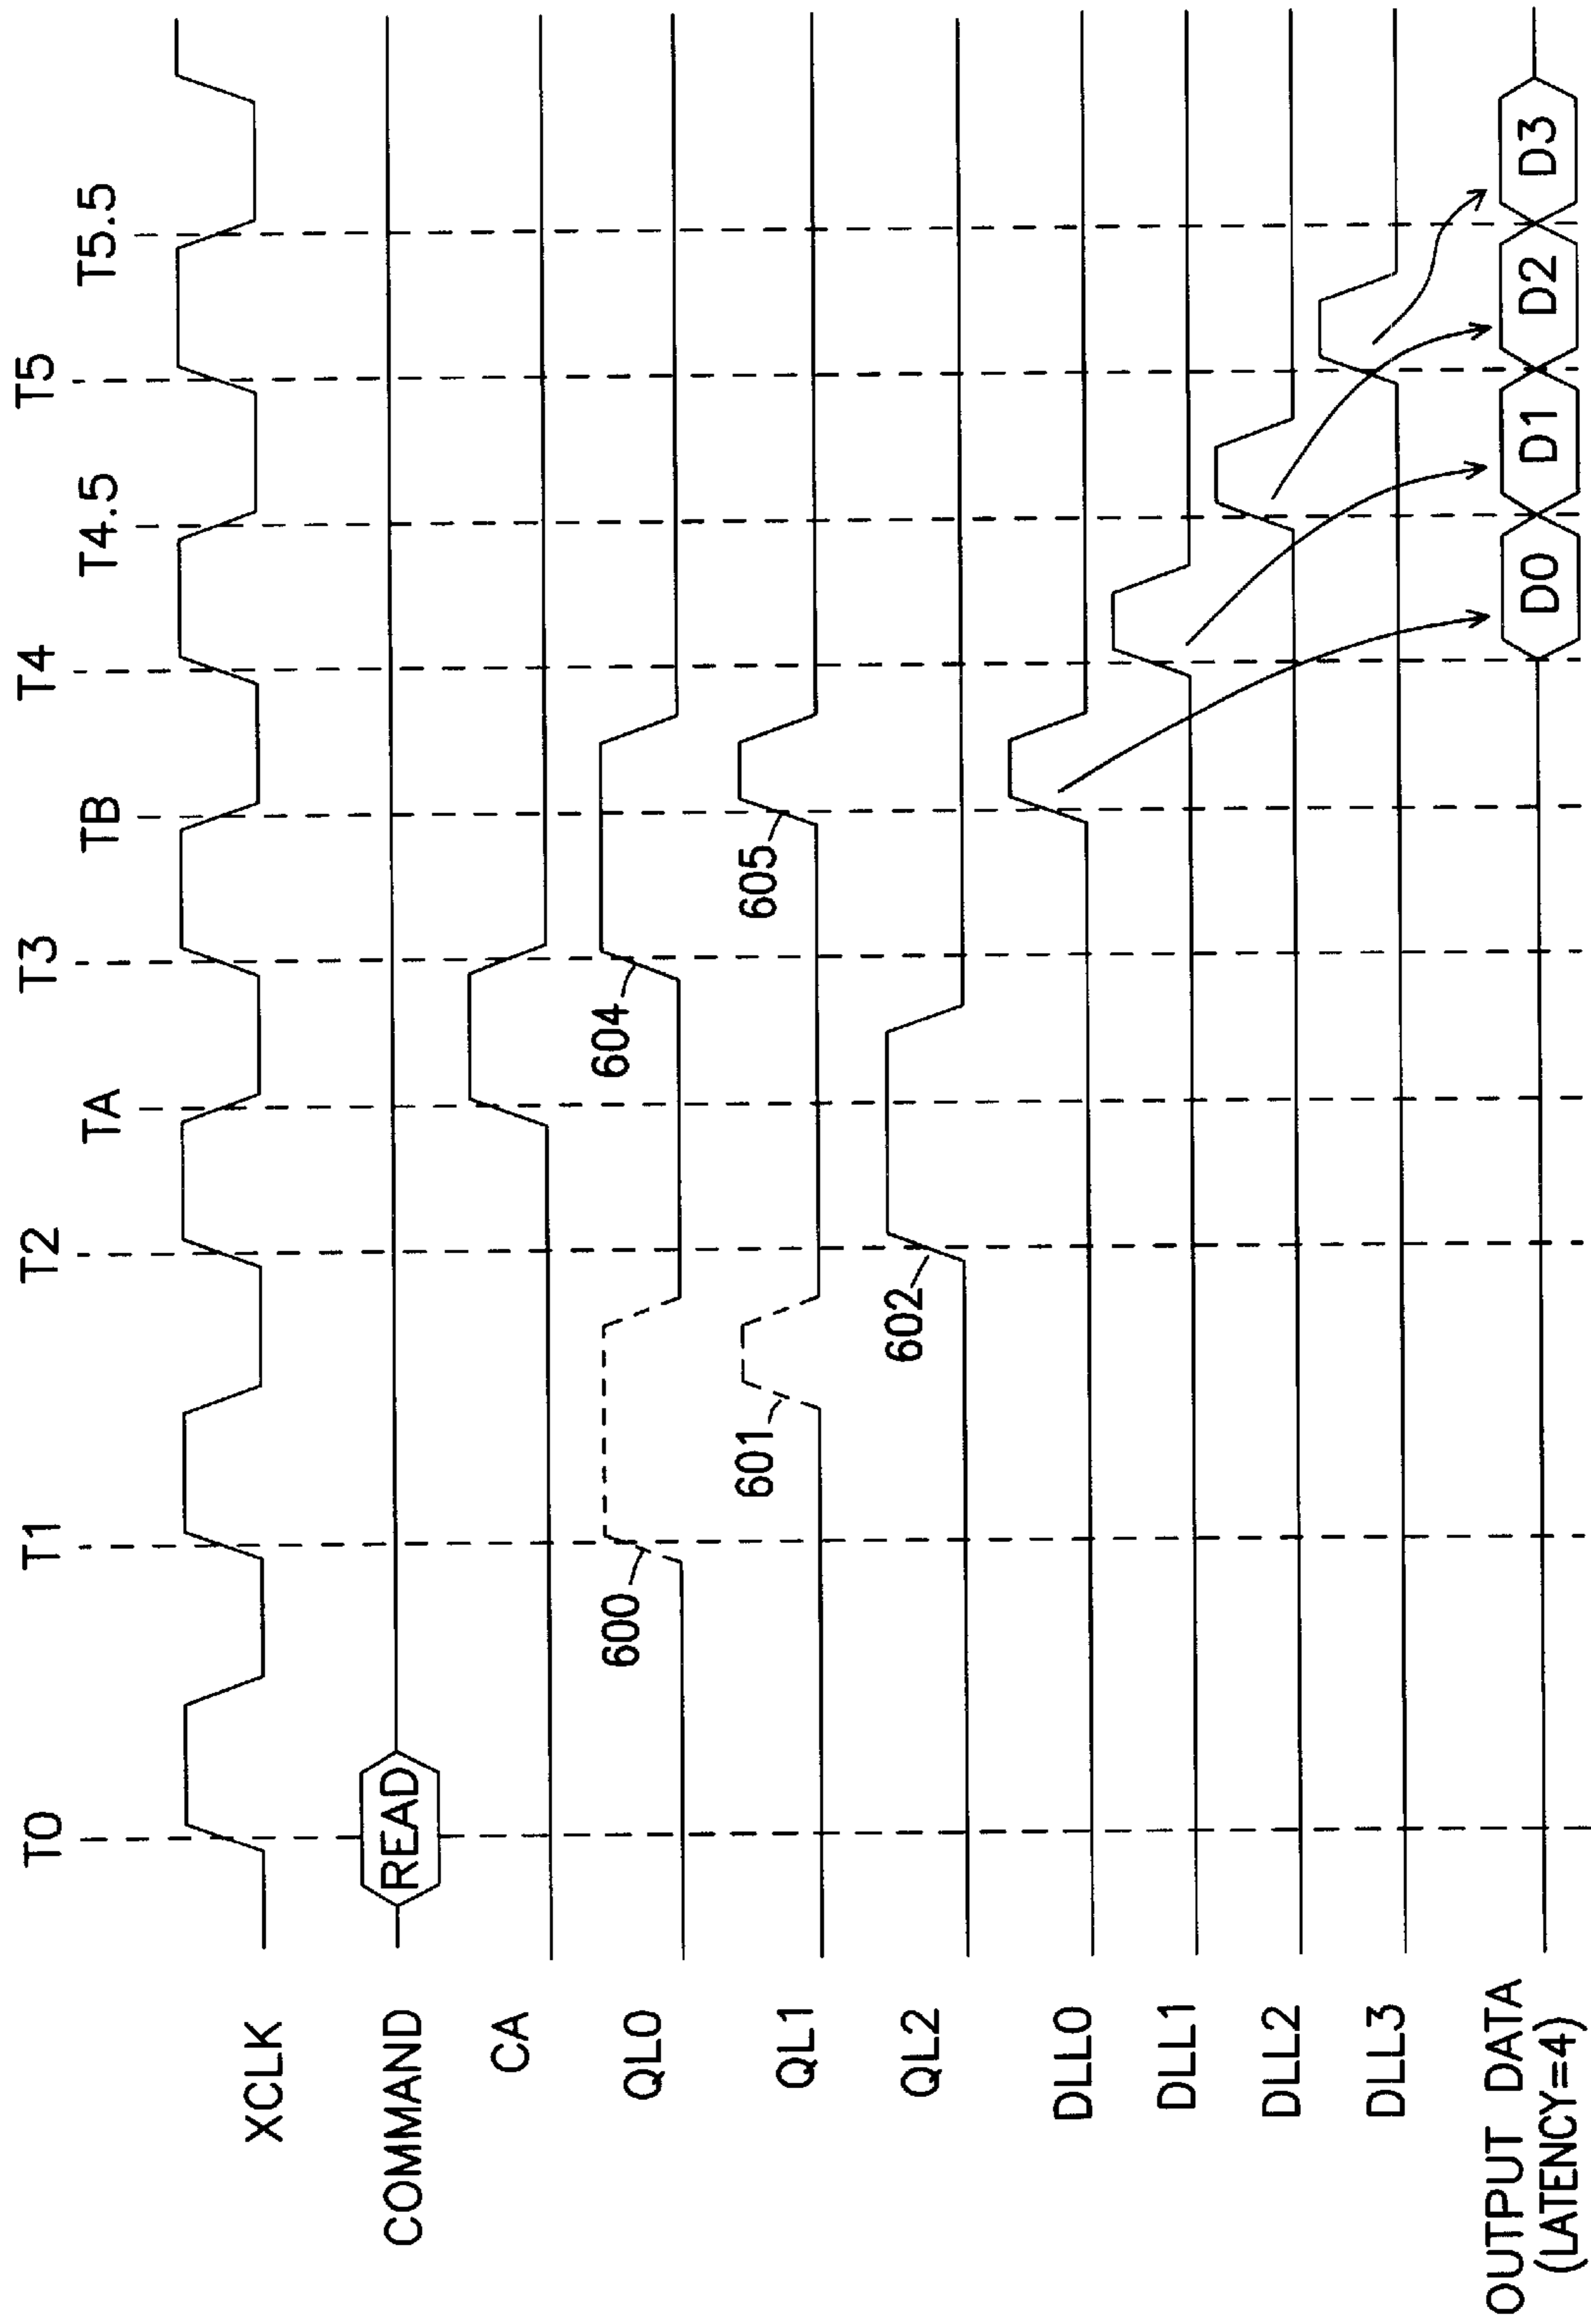 T0
T1
T2
TA
T3
TB
T4
T4.5
T5
T5.5
XCLK
COMMAND
READ
CA
QL0
600
604
QL1
601
605
QL2
602
DLL0
DLL1
DLL2
DLL3
OUTPUT DATA
(LATENCY=4)
D0
D1
D2
D3